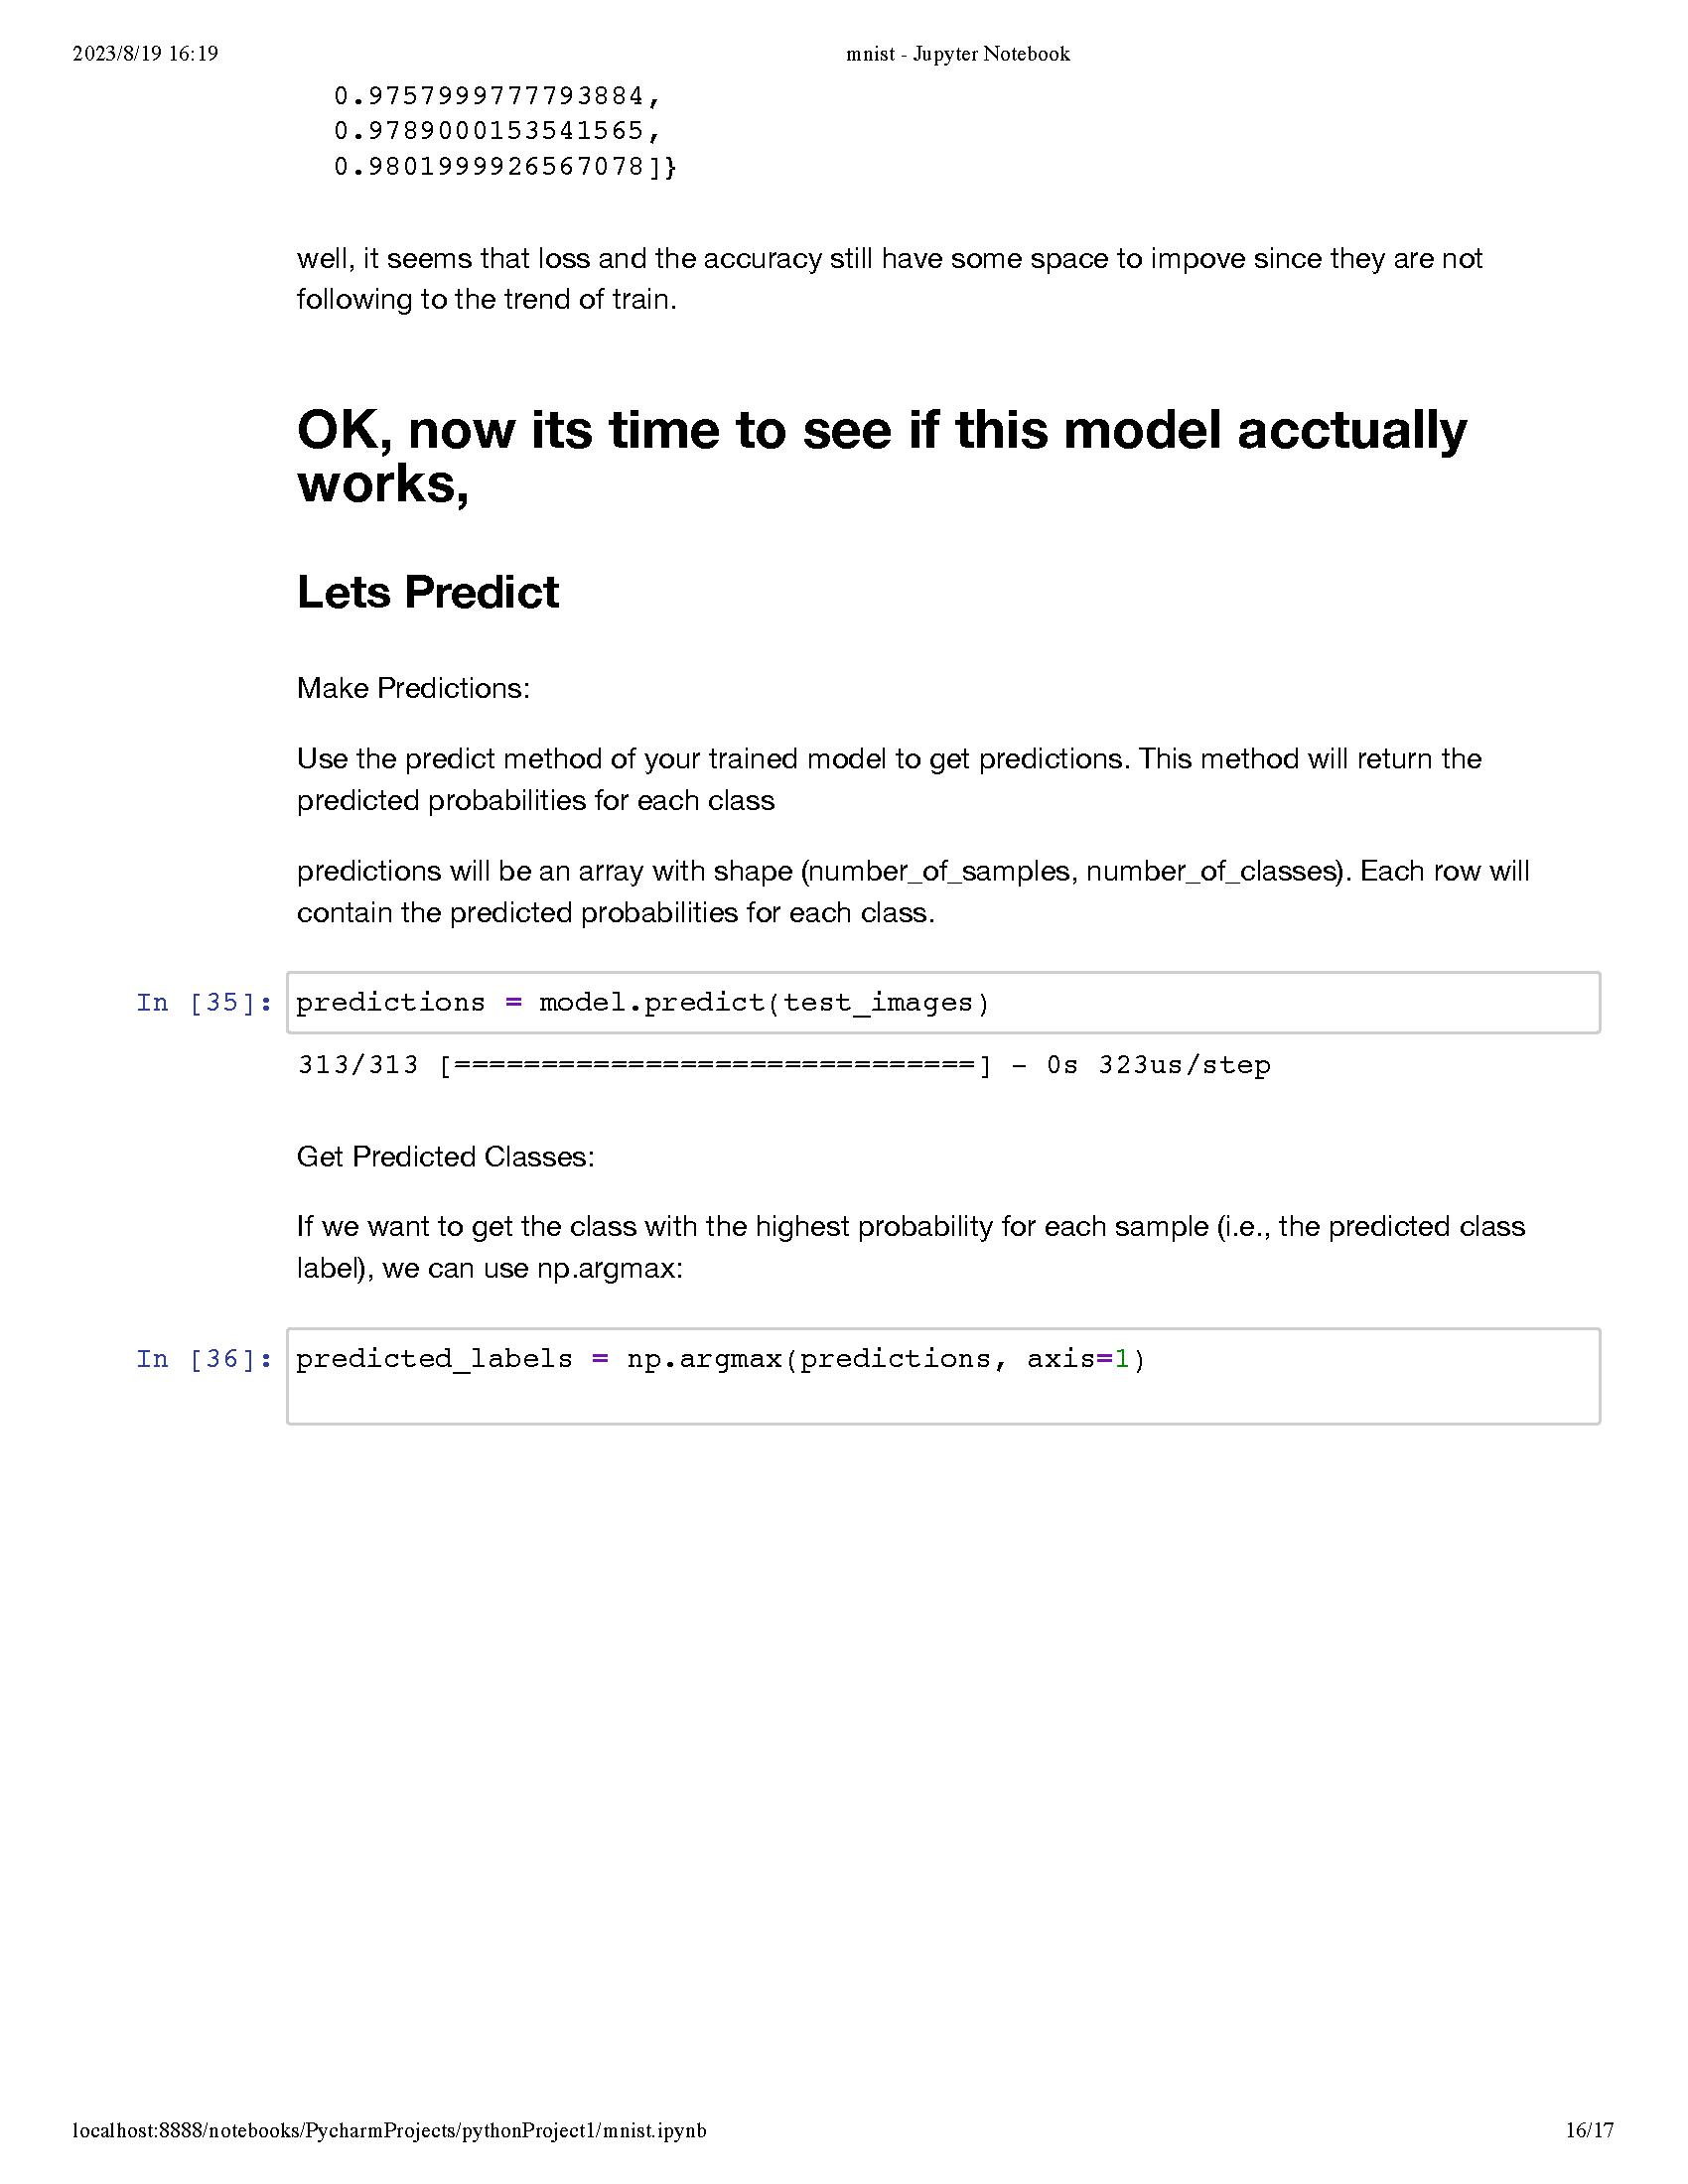 2023/8/19 16:19 mnist - Jupyter Notebook
0.9757999777793884,
0.9789000153541565,
0.9801999926567078]}
well, it seems that loss and the accuracy still have some space to impove since they are not
following to the trend of train.
OK, now its time to see if this model acctually
works,
Lets Predict
Make Predictions:
Use the predict method of your trained model to get predictions. This method will return the
predicted probabilities for each class
predictions will be an array with shape (number_of_samples, number_of_classes). Each row will
contain the predicted probabilities for each class.
In [35]: predictions = model.predict(test_images)
313/313 [==============================] - 0s 323us/step
Get Predicted Classes:
If we want to get the class with the highest probability for each sample (i.e., the predicted class
label), we can use np.argmax:
In [36]: predicted_labels = np.argmax(predictions, axis=1)
localhost:8888/notebooks/PycharmProjects/pythonProject1/mnist.ipynb 16/17